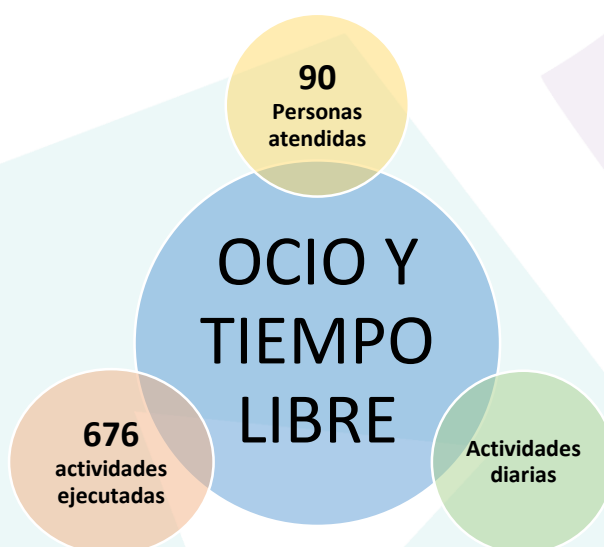 90
Personas
atendidas
OCIO Y
TIEMPO
LIBRE
676
actividades
ejecutadas
Actividades
diarias